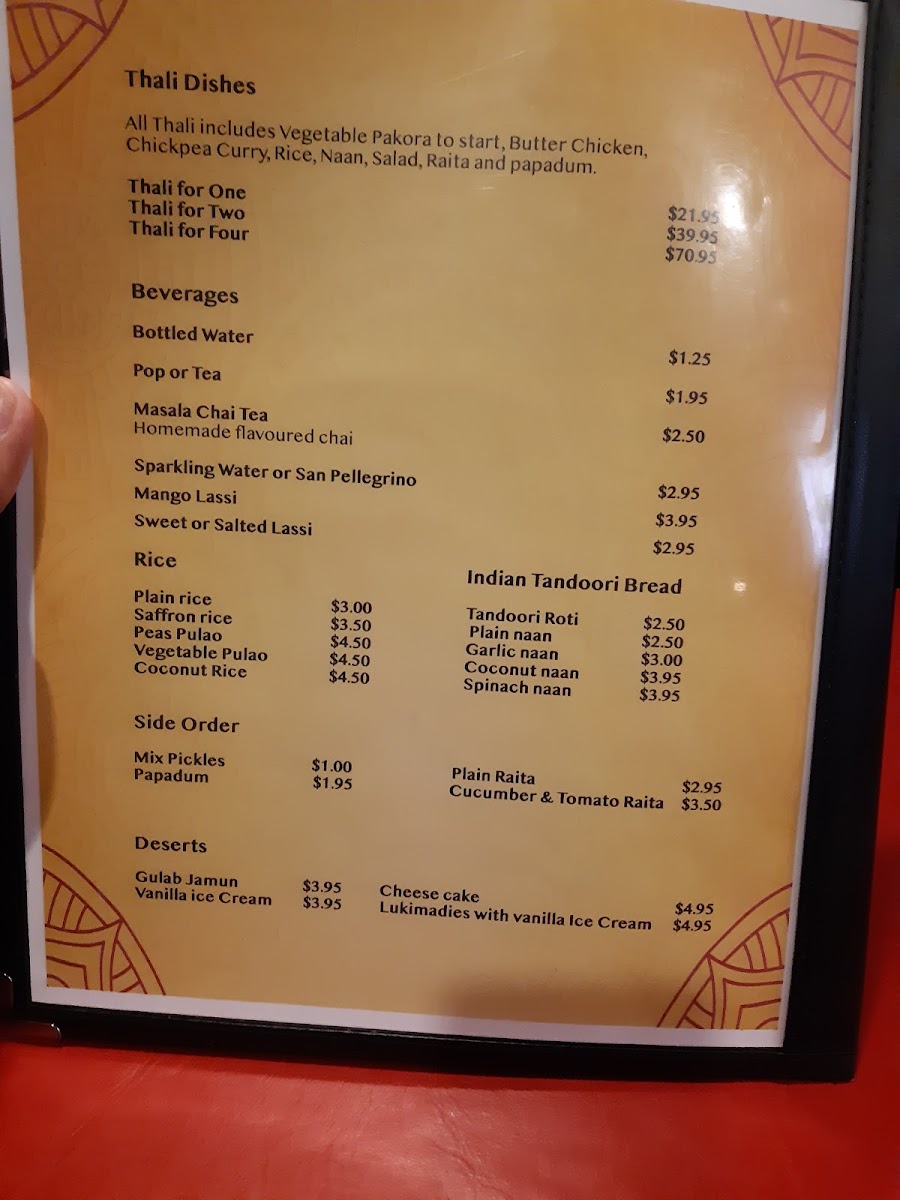 Thali Dishes
All Thali includes Vegetable Pakora to start, Butter Chicken,
Chickpea Curry, Rice, Naan, Salad, Raita and papadum.
Thali for One $21.95
Thali for Two $39.95
Thali for Four $70.95
Beverages
Bottled Water $1.25
Pop or Tea $1.95
Masala Chai Tea $2.50
Homemade flavoured chai
Sparkling Water or San Pellegrino $2.95
Mango Lassi $3.95
Sweet or Salted Lassi $2.95
Rice
Plain rice $3.00
Saffron rice $3.50
Peas Pulao $4.50
Vegetable Pulao $4.50
Coconut Rice $4.50
Indian Tandoori Bread
Tandoori Roti $2.50
Plain naan $2.50
Garlic naan $3.00
Coconut naan $3.95
Spinach naan $3.95
Side Order
Mix Pickles $1.00
Papadum $1.95
Plain Raita $2.95
Cucumber & Tomato Raita $3.50
Deserts
Gulab Jamun $3.95
Vanilla ice Cream $3.95
Cheese cake $4.95
Lukimadies with vanilla Ice Cream $4.95